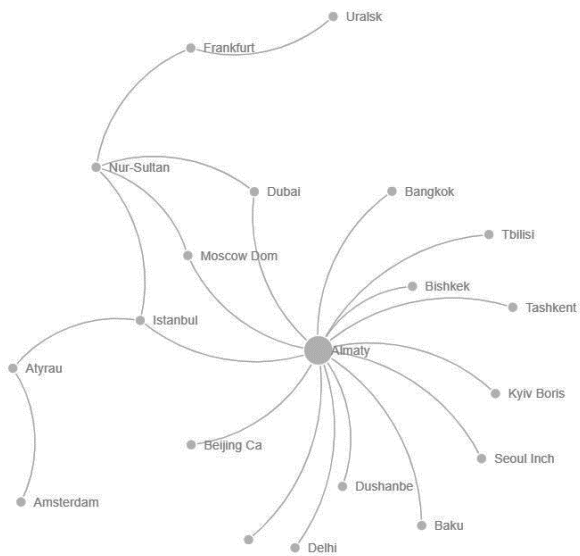 Uralsk
Frankfurt
Nur-Sultan
Dubai
Bangkok
Tbilisi
Moscow Dom
Bishkek
Tashkent
Istanbul
Almaty
Atyrau
Kyiv Boris
Beijing Ca
Seoul Inch
Dushanbe
Amsterdam
Baku
Delhi